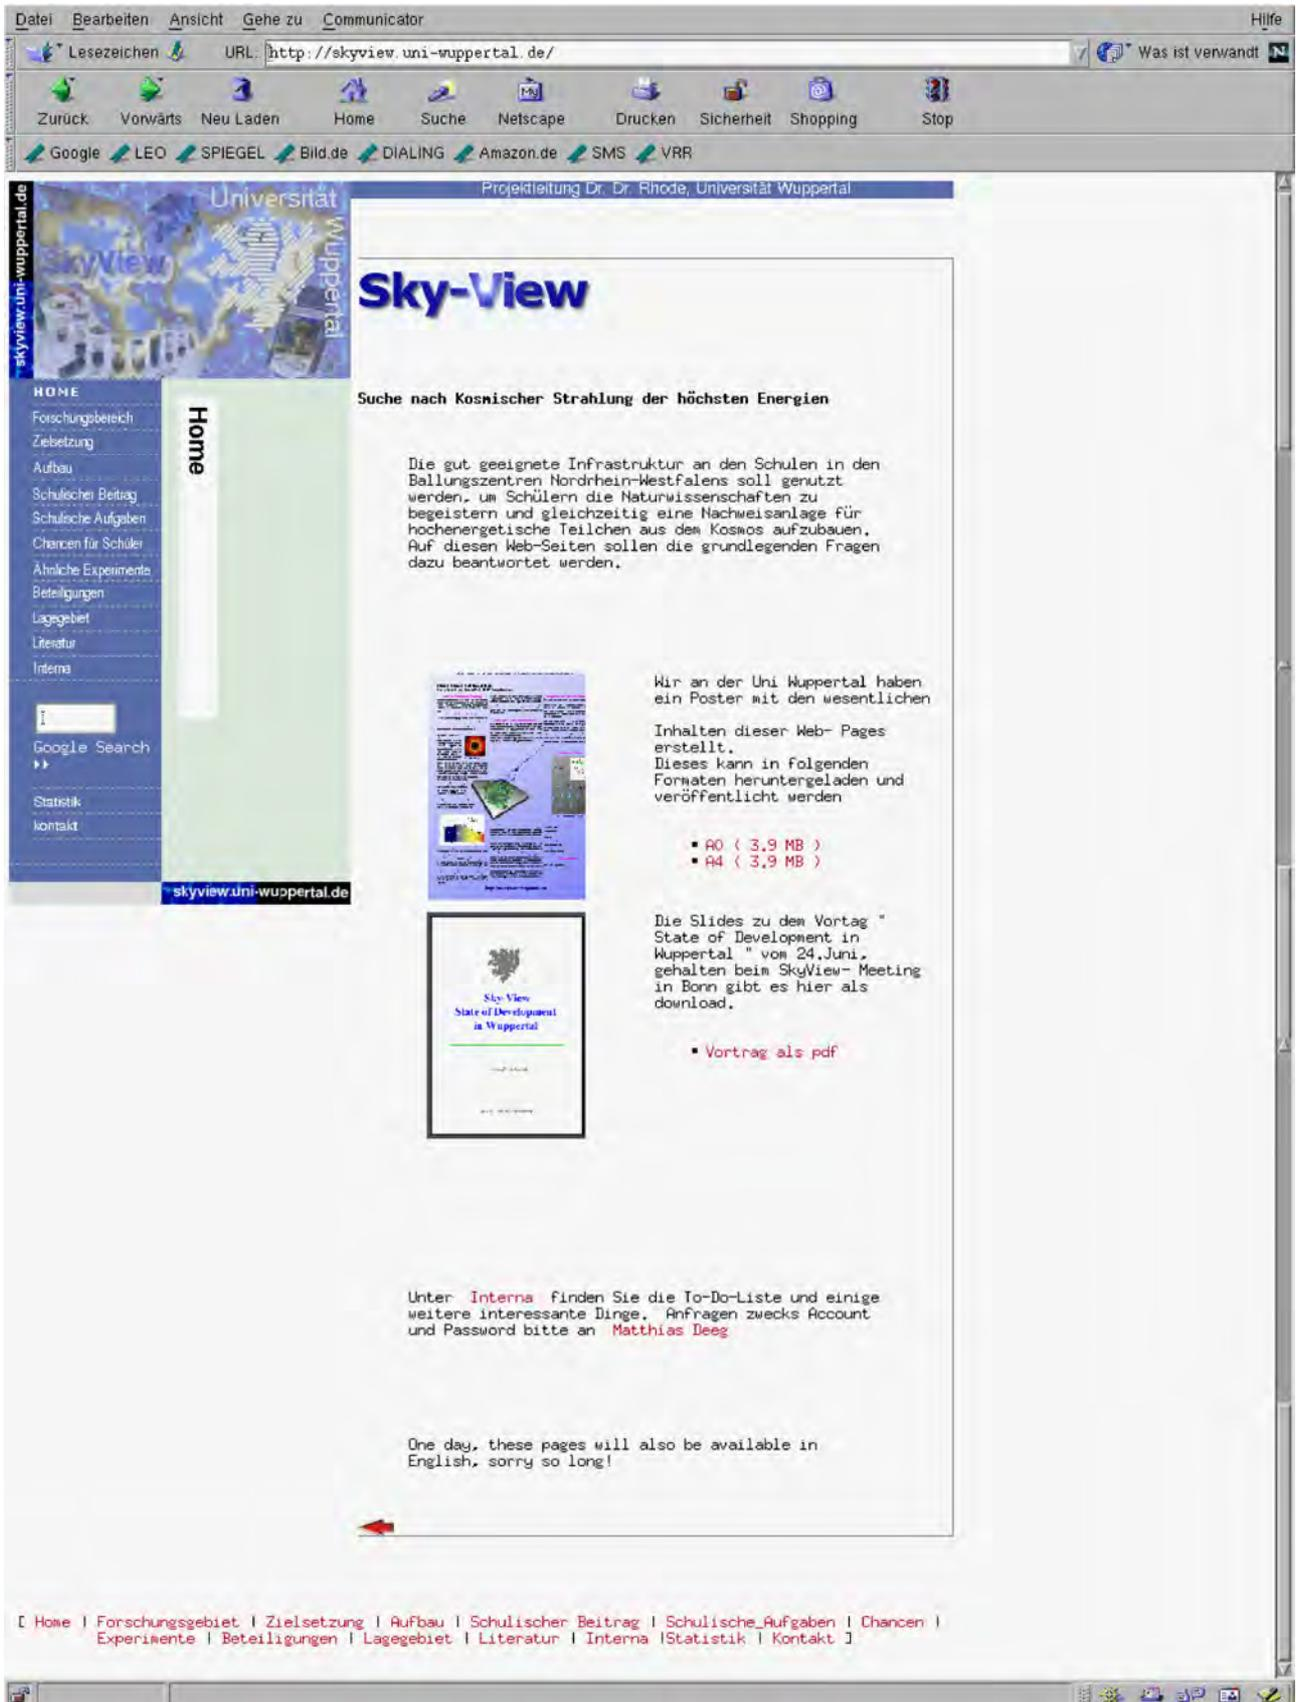 Datei Bearbeiten Ansicht Gehe zu Communicator Hilfe
Lesezeichen URL: http://skyview.uni-wuppertal.de/ Was ist verwandt N
Zurück Vorwärts Neu Laden Home Suche Netscape Drucken Sicherheit Shopping Stop
Google LEO SPIEGEL Bild.de DIALING Amazon.de SMS VRR
Projektleitung Dr. Dr. Rhode, Universität Wuppertal
skyview.uni-wuppertal.de
Universität
Wuppertal
SkyView
Sky-View
HOME
Forschungsbereich
Zielsetzung
Aufbau
Schulischer Beitrag
Schulische Aufgaben
Chancen für Schüler
Ähnliche Experimente
Beteiligungen
Lagegebiet
Literatur
Interna
Google Search
Statistik
kontakt
Home
skyview.uni-wuppertal.de
Suche nach Kosmischer Strahlung der höchsten Energien
Die gut geeignete Infrastruktur an den Schulen in den
Ballungszentren Nordrhein-Westfalens soll genutzt
werden, um Schülern die Naturwissenschaften zu
begeistern und gleichzeitig eine Nachweisanlage für
hochenergetische Teilchen aus dem Kosmos aufzubauen.
Auf diesen Web-Seiten sollen die grundlegenden Fragen
dazu beantwortet werden.
Wir an der Uni Wuppertal haben
ein Poster mit den wesentlichen
Inhalten dieser Web- Pages
erstellt.
Dieses kann in folgenden
Formaten heruntergeladen und
veröffentlicht werden
▪ A0 ( 3.9 MB )
▪ A4 ( 3.9 MB )
Sky-View
State of Development
in Wuppertal
Die Slides zu dem Vortag "
State of Development in
Wuppertal " vom 24.Juni,
gehalten beim SkyView- Meeting
in Bonn gibt es hier als
download.
▪ Vortrag als pdf
Unter Interna finden Sie die To-Do-Liste und einige
weitere interessante Dinge. Anfragen zwecks Account
und Password bitte an Matthias Deeg
One day, these pages will also be available in
English, sorry so long!
[ Home | Forschungsgebiet | Zielsetzung | Aufbau | Schulischer Beitrag | Schulische_Aufgaben | Chancen |
Experimente | Beteiligungen | Lagegebiet | Literatur | Interna |Statistik | Kontakt ]